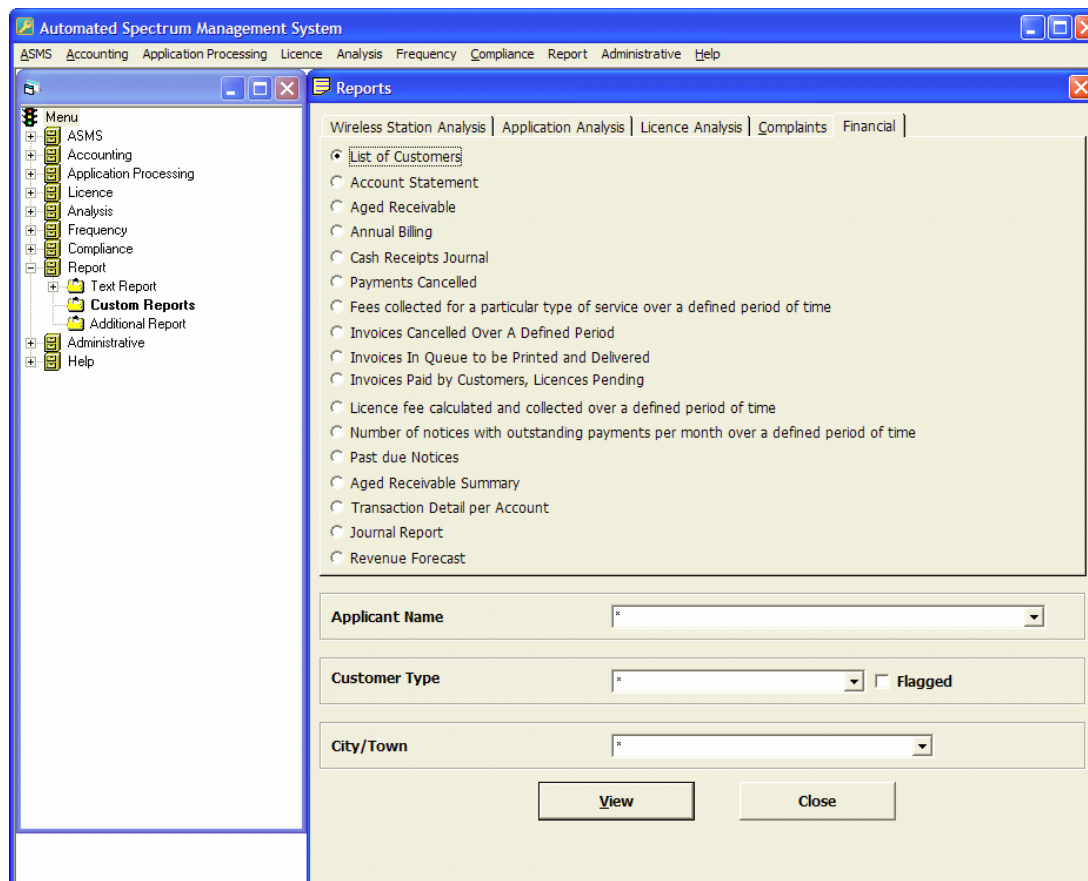 Automated Spectrum Management System
ASMS Accounting Application Processing Licence Analysis Frequency Compliance Report Administrative Help
Menu
ASMS
Accounting
Application Processing
Licence
Analysis
Frequency
Compliance
Report
Text Report
Custom Reports
Additional Report
Administrative
Help
Reports
Wireless Station Analysis Application Analysis Licence Analysis Complaints Financial
List of Customers
Account Statement
Aged Receivable
Annual Billing
Cash Receipts Journal
Payments Cancelled
Fees collected for a particular type of service over a defined period of time
Invoices Cancelled Over A Defined Period
Invoices In Queue to be Printed and Delivered
Invoices Paid by Customers, Licences Pending
Licence fee calculated and collected over a defined period of time
Number of notices with outstanding payments per month over a defined period of time
Past due Notices
Aged Receivable Summary
Transaction Detail per Account
Journal Report
Revenue Forecast
Applicant Name *
Customer Type * Flagged
City/Town *
View Close